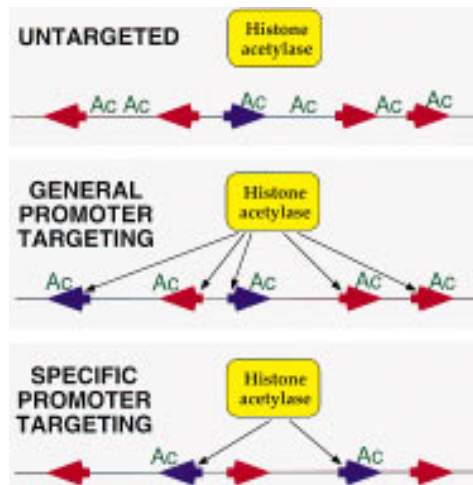 UNTARGETED
Histone
acetylase
Ac Ac Ac Ac Ac Ac
GENERAL
PROMOTER
TARGETING
Histone
acetylase
Ac Ac Ac Ac Ac
SPECIFIC
PROMOTER
TARGETING
Histone
acetylase
Ac Ac